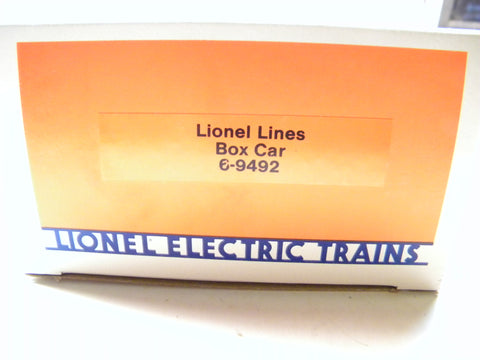 Lionel Lines
Box Car
6-9492
LIONEL ELECTRIC TRAINS